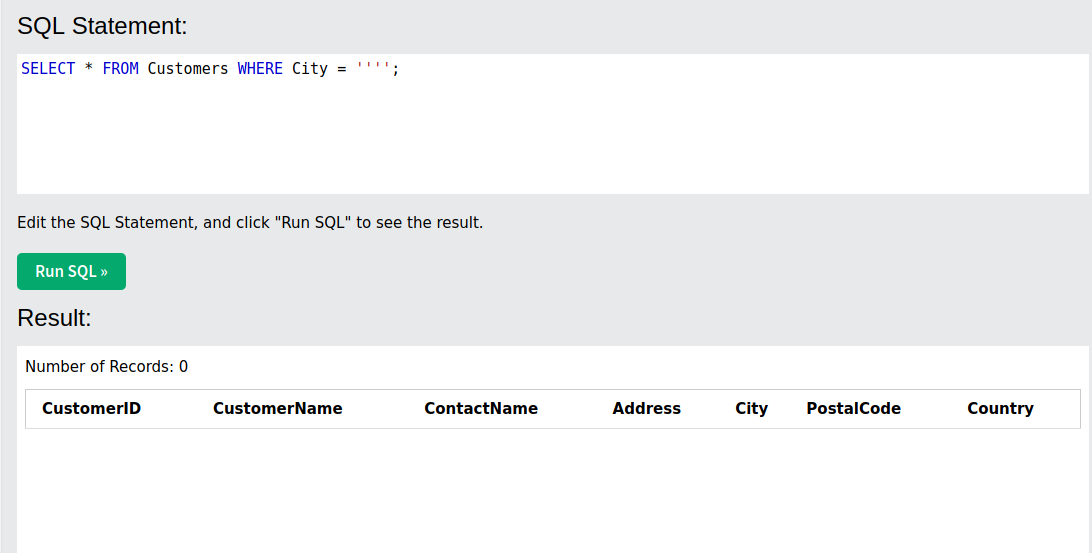 SQL Statement:
SELECT * FROM Customers WHERE City = '''';
Edit the SQL Statement, and click "Run SQL" to see the result.
Run SQL »
Result:
Number of Records: 0
CustomerID CustomerName ContactName Address City PostalCode Country